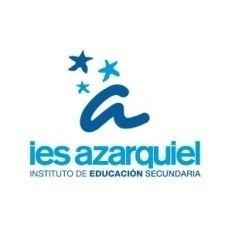 a
ies azarquiel
INSTITUTO DE EDUCACIÓN SECUNDARIA